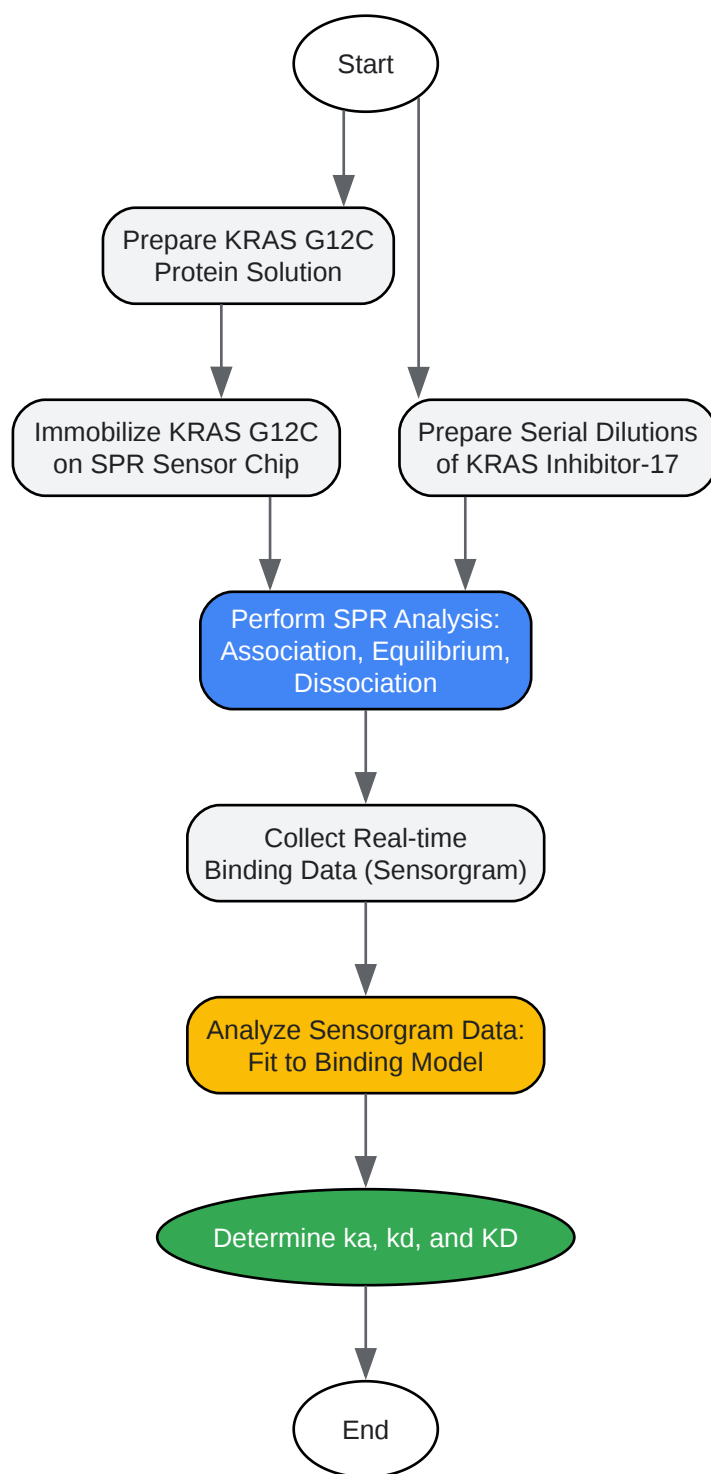 Start
Prepare KRAS G12C
Protein Solution
Immobilize KRAS G12C
on SPR Sensor Chip
Prepare Serial Dilutions
of KRAS Inhibitor-17
Perform SPR Analysis:
Association, Equilibrium,
Dissociation
Collect Real-time
Binding Data (Sensorgram)
Analyze Sensorgram Data:
Fit to Binding Model
Determine ka, kd, and KD
End